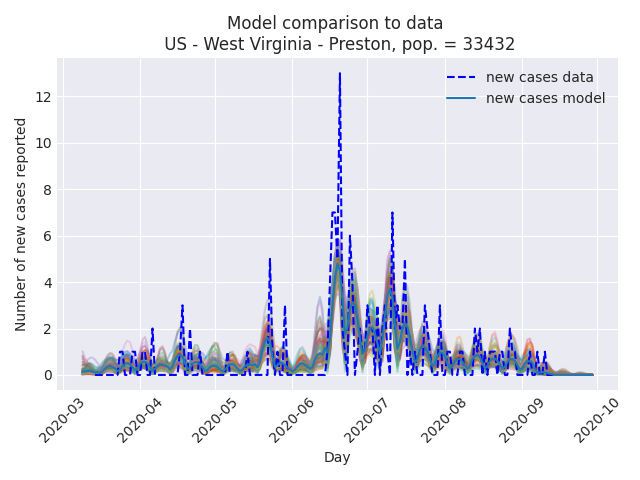 Model comparison to data
US - West Virginia - Preston, pop. = 33432
new cases data
new cases model
Number of new cases reported
12
10
8
6
4
2
0
2020-03
2020-04
2020-05
2020-06
2020-07
2020-08
2020-09
2020-10
Day